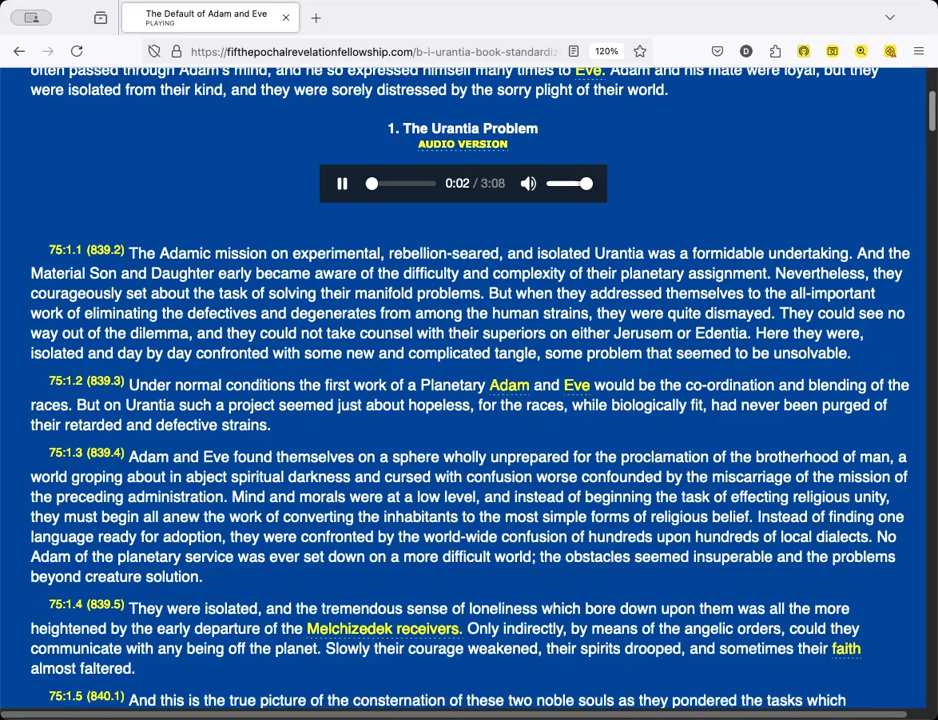 The Default of Adam and Eve
PLAYING
https://fifthepochalrevelationfellowship.com/b-i-urantia-book-standardiz
120%
often passed through Adam's mind, and he so expressed himself many times to Eve. Adam and his mate were loyal, but they
were isolated from their kind, and they were sorely distressed by the sorry plight of their world.
1. The Urantia Problem
AUDIO VERSION
0:02 / 3:08
75:1.1 (839.2) The Adamic mission on experimental, rebellion-seared, and isolated Urantia was a formidable undertaking. And the
Material Son and Daughter early became aware of the difficulty and complexity of their planetary assignment. Nevertheless, they
courageously set about the task of solving their manifold problems. But when they addressed themselves to the all-important
work of eliminating the defectives and degenerates from among the human strains, they were quite dismayed. They could see no
way out of the dilemma, and they could not take counsel with their superiors on either Jerusem or Edentia. Here they were,
isolated and day by day confronted with some new and complicated tangle, some problem that seemed to be unsolvable.
75:1.2 (839.3) Under normal conditions the first work of a Planetary Adam and Eve would be the co-ordination and blending of the
races. But on Urantia such a project seemed just about hopeless, for the races, while biologically fit, had never been purged of
their retarded and defective strains.
75:1.3 (839.4) Adam and Eve found themselves on a sphere wholly unprepared for the proclamation of the brotherhood of man, a
world groping about in abject spiritual darkness and cursed with confusion worse confounded by the miscarriage of the mission of
the preceding administration. Mind and morals were at a low level, and instead of beginning the task of effecting religious unity,
they must begin all anew the work of converting the inhabitants to the most simple forms of religious belief. Instead of finding one
language ready for adoption, they were confronted by the world-wide confusion of hundreds upon hundreds of local dialects. No
Adam of the planetary service was ever set down on a more difficult world; the obstacles seemed insuperable and the problems
beyond creature solution.
75:1.4 (839.5) They were isolated, and the tremendous sense of loneliness which bore down upon them was all the more
heightened by the early departure of the Melchizedek receivers. Only indirectly, by means of the angelic orders, could they
communicate with any being off the planet. Slowly their courage weakened, their spirits drooped, and sometimes their faith
almost faltered.
75:1.5 (840.1) And this is the true picture of the consternation of these two noble souls as they pondered the tasks which